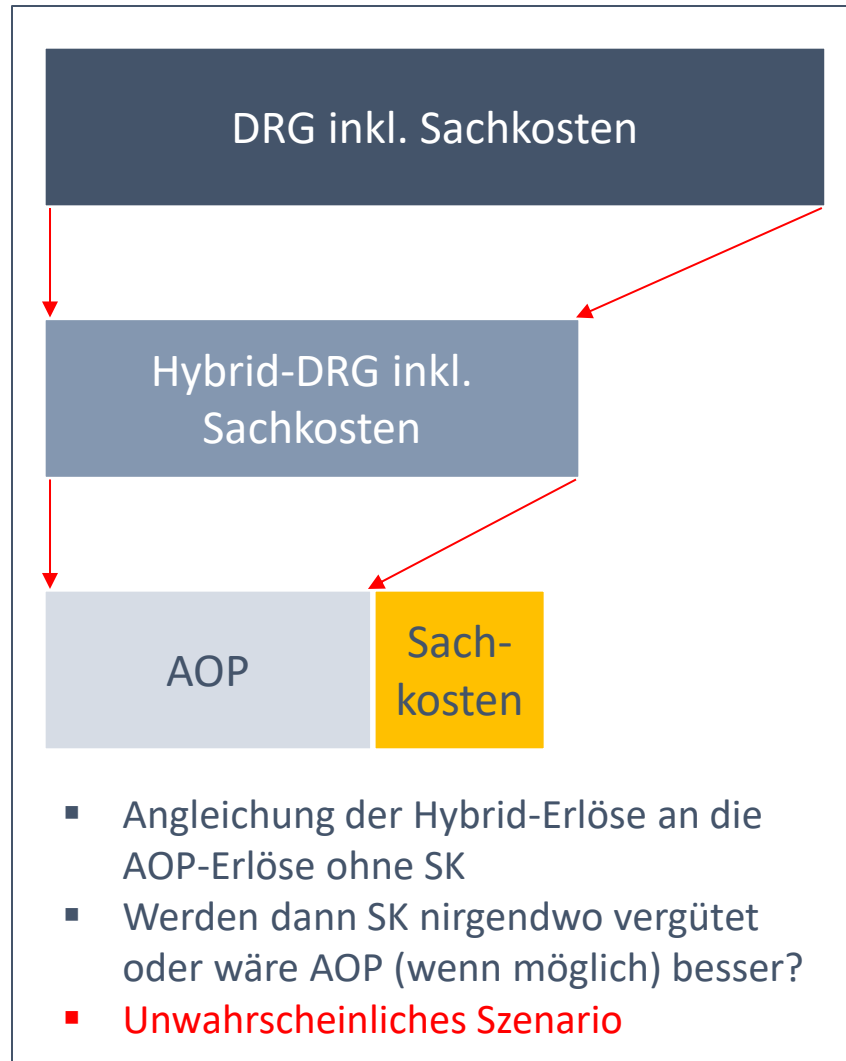 DRG inkl. Sachkosten
Hybrid-DRG inkl.
Sachkosten
AOP
Sach-
kosten
▪ Angleichung der Hybrid-Erlöse an die
AOP-Erlöse ohne SK
▪ Werden dann SK nirgendwo vergütet
oder wäre AOP (wenn möglich) besser?
▪ Unwahrscheinliches Szenario